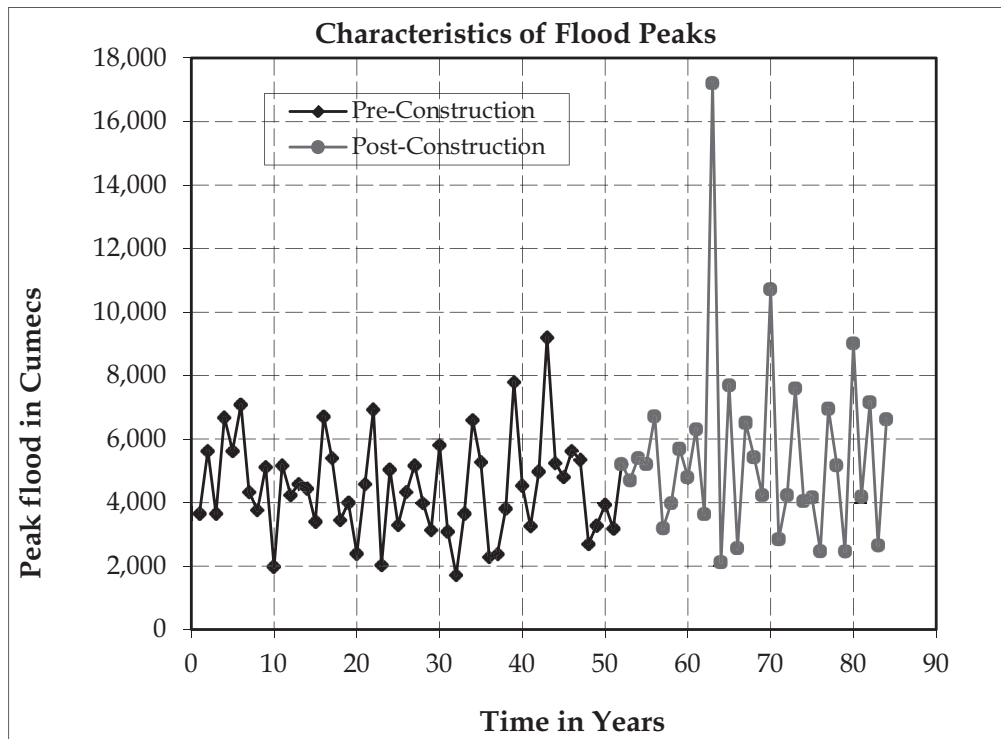 Characteristics of Flood Peaks
18,000
16,000
14,000
12,000
10,000
8,000
6,000
4,000
2,000
0
Pre-Construction
Post-Construction
Peak flood in Cumecs
0 10 20 30 40 50 60 70 80 90
Time in Years